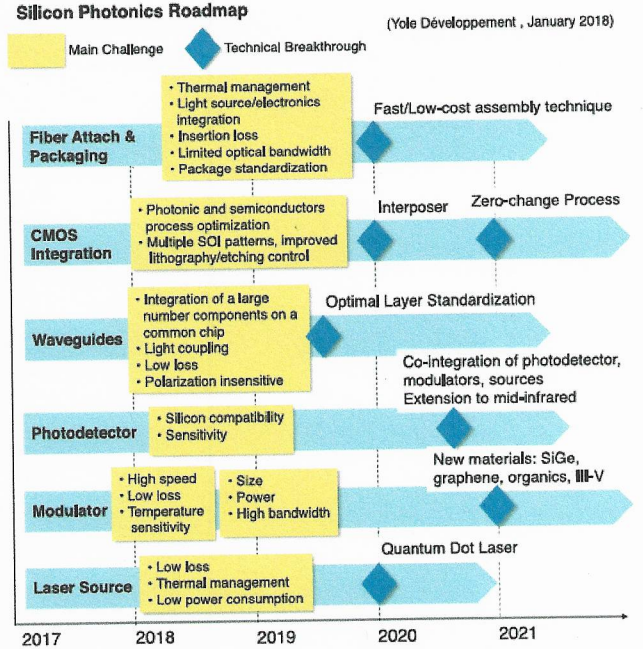 Silicon Photonics Roadmap
(Yole Développement , January 2018)
Main Challenge
Technical Breakthrough
Fiber Attach &
Packaging
• Thermal management
• Light source/electronics
integration
• Insertion loss
• Limited optical bandwidth
• Package standardization
Fast/Low-cost assembly technique
CMOS
Integration
• Photonic and semiconductors
process optimization
• Multiple SOI patterns, improved
lithography/etching control
Interposer
Zero-change Process
Waveguides
• Integration of a large
number components on a
common chip
• Light coupling
• Low loss
• Polarization insensitive
Optimal Layer Standardization
Photodetector
• Silicon compatibility
• Sensitivity
Co-integration of photodetector,
modulators, sources
Extension to mid-infrared
Modulator
• High speed
• Low loss
• Temperature
sensitivity
• Size
• Power
• High bandwidth
New materials: SiGe,
graphene, organics, III-V
Laser Source
• Low loss
• Thermal management
• Low power consumption
Quantum Dot Laser
2017 2018 2019 2020 2021